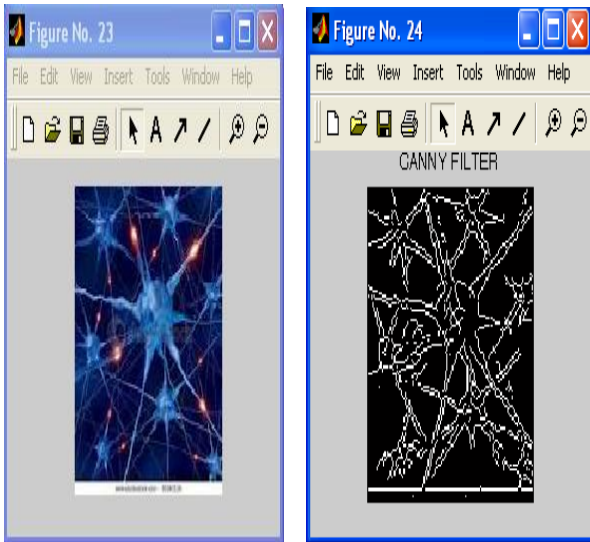 Figure No. 23
File Edit View Insert Tools Window Help
A
Figure No. 24
File Edit View Insert Tools Window Help
A
CANNY FILTER